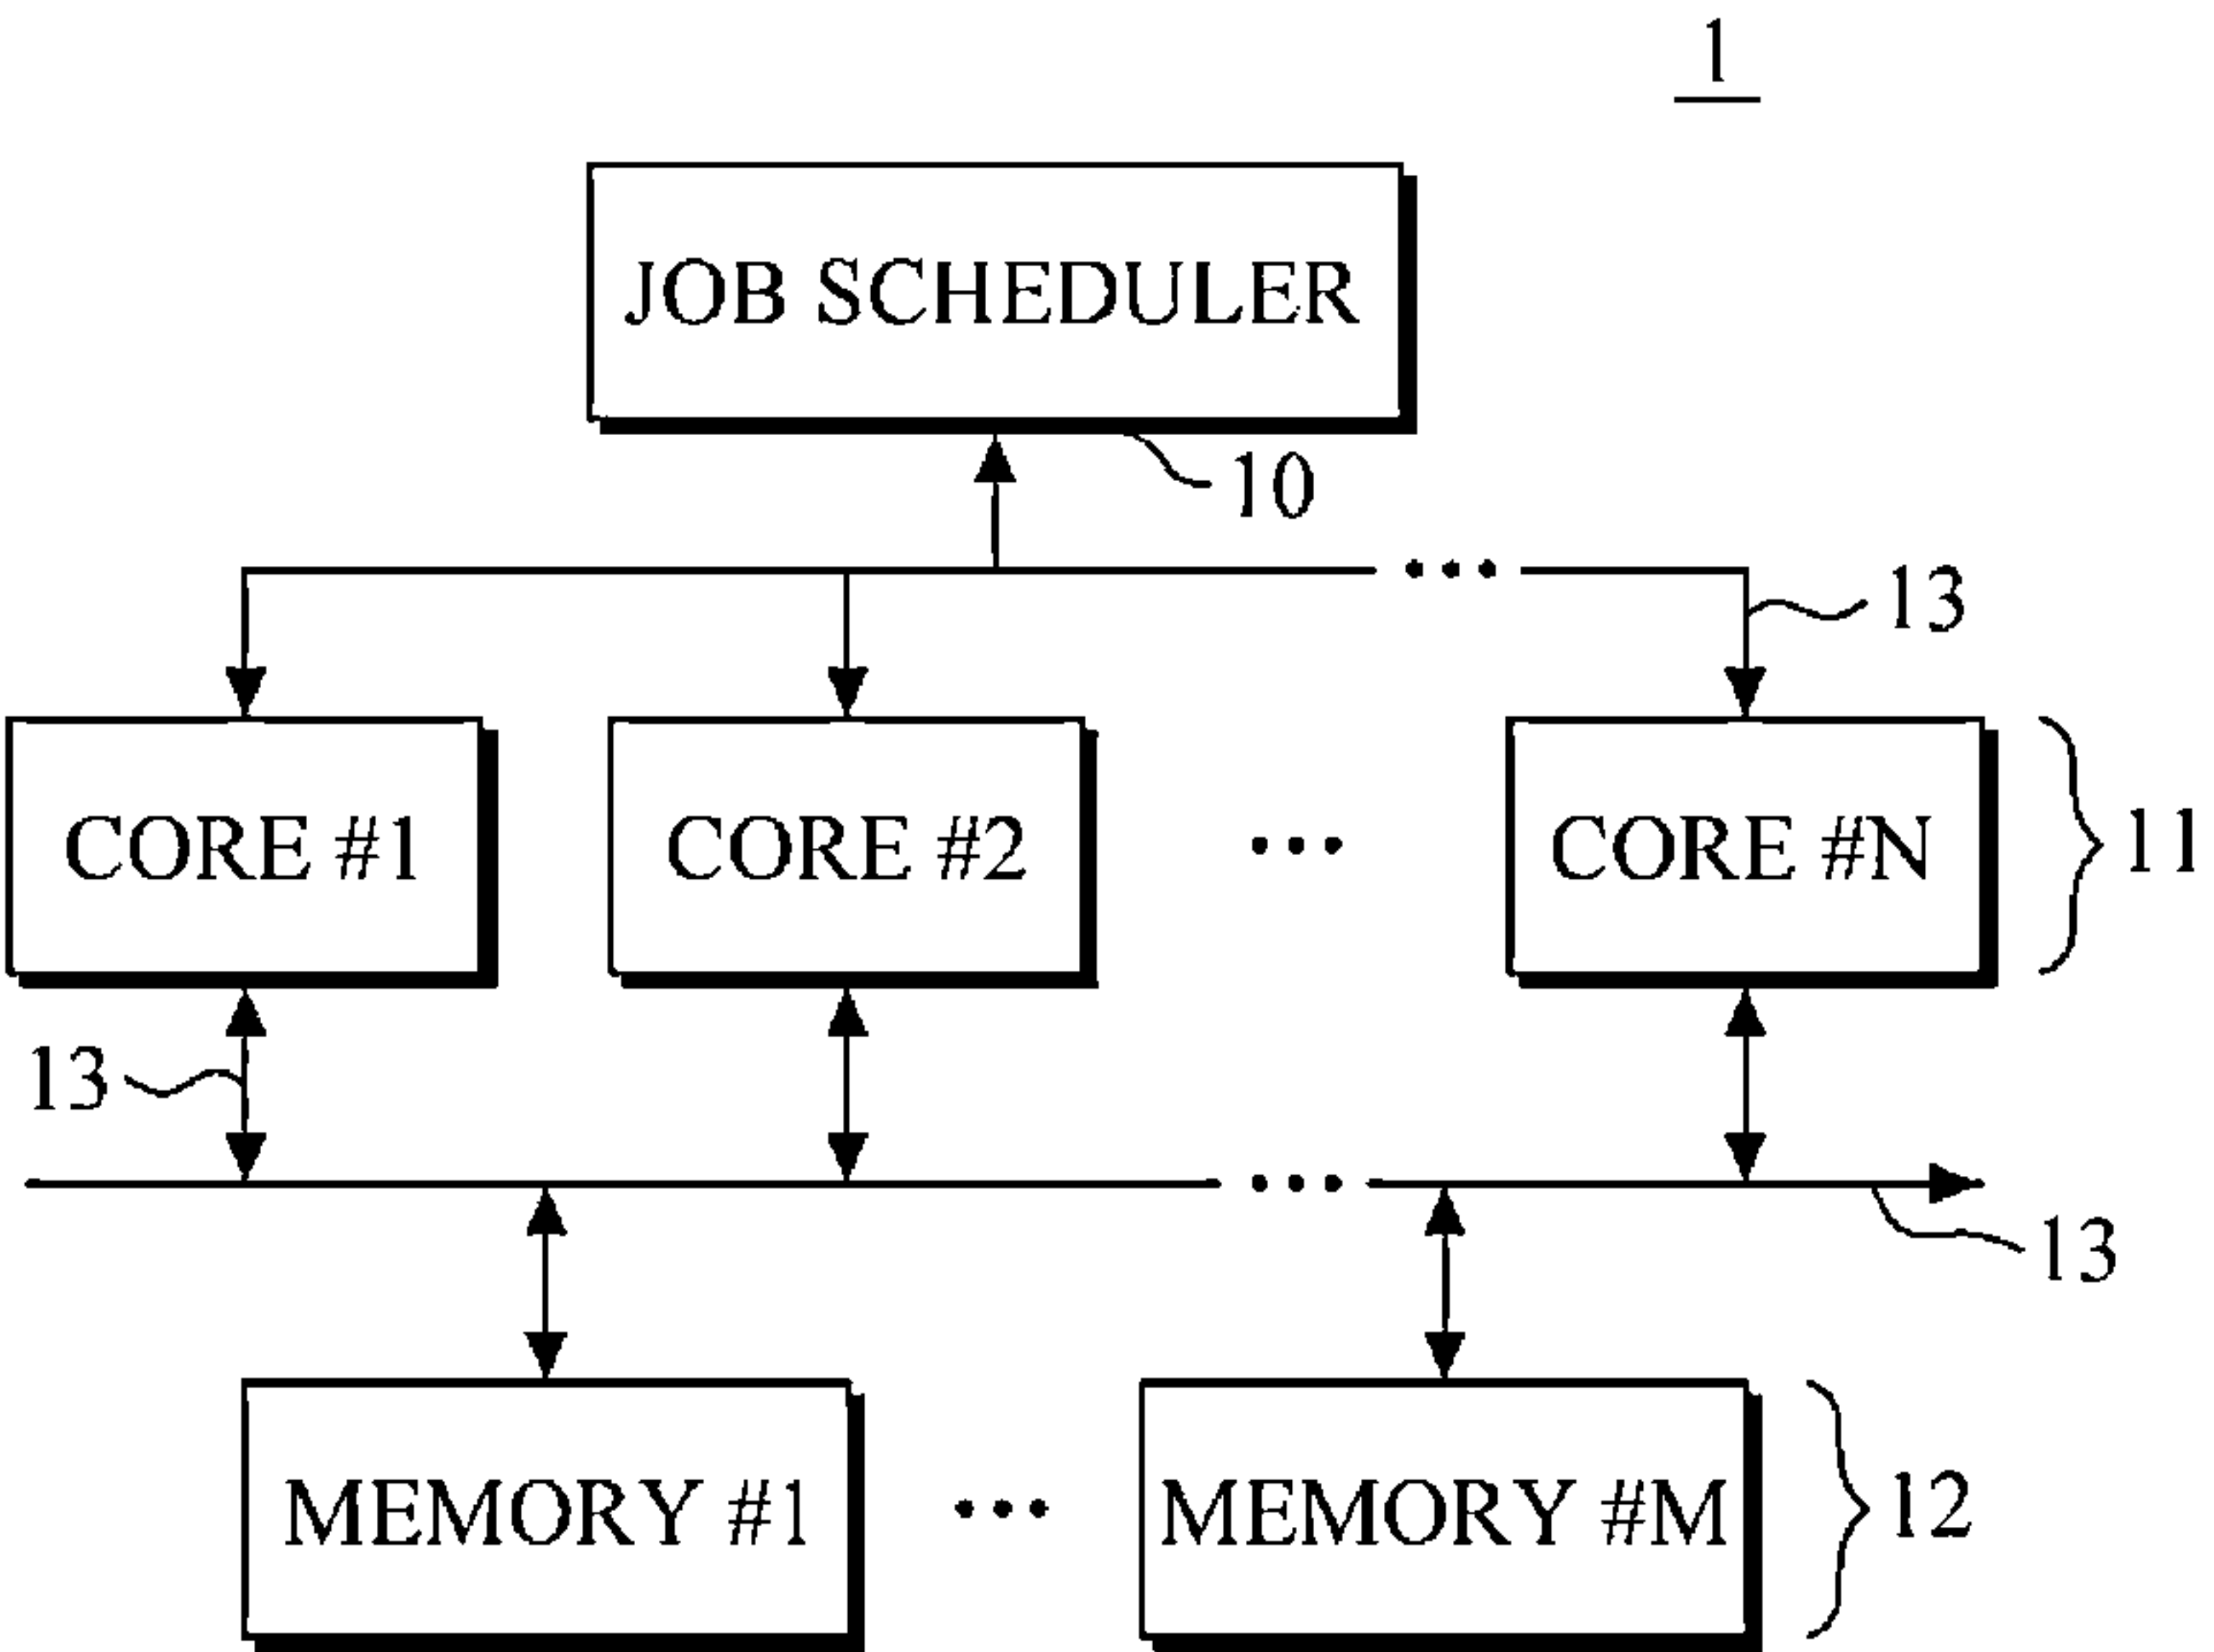 1
JOB SCHEDULER
10
... 13
CORE #1 CORE #2 ... CORE #N 11
13
...
13
MEMORY #1 ... MEMORY #M 12